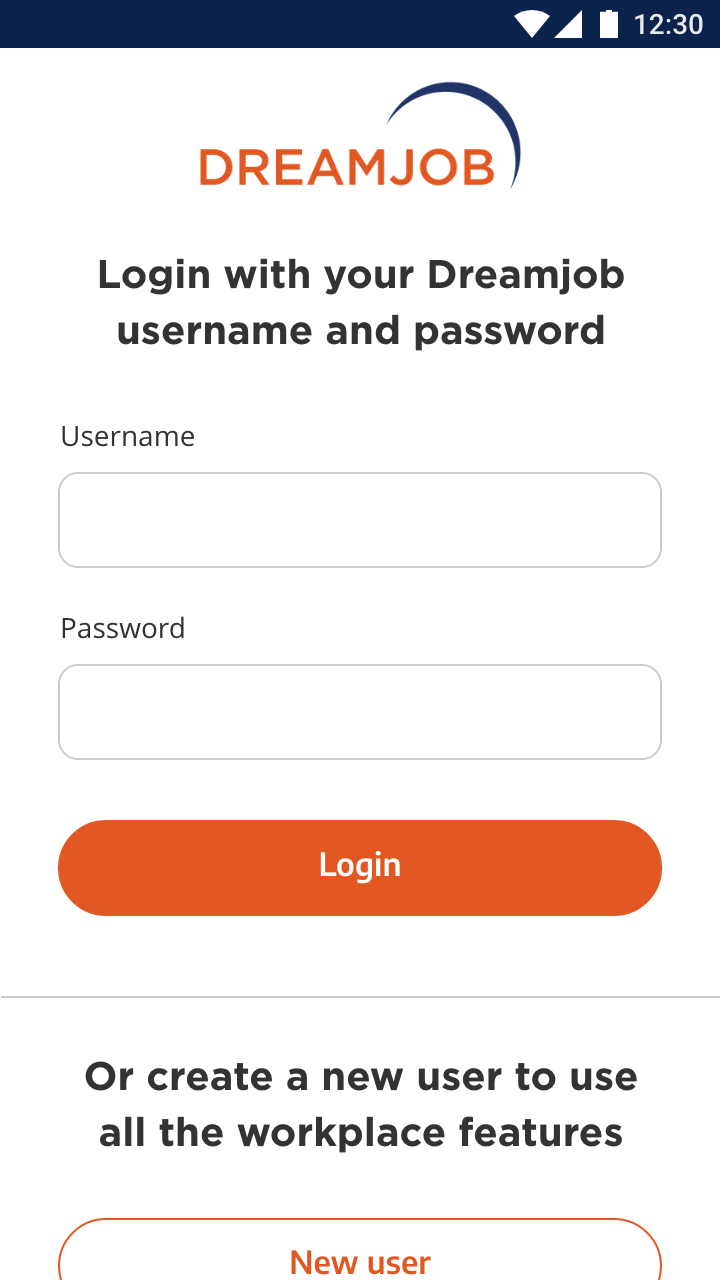 12:30
DREAMJOB
Login with your Dreamjob
username and password
Username
Password
Login
Or create a new user to use
all the workplace features
New user